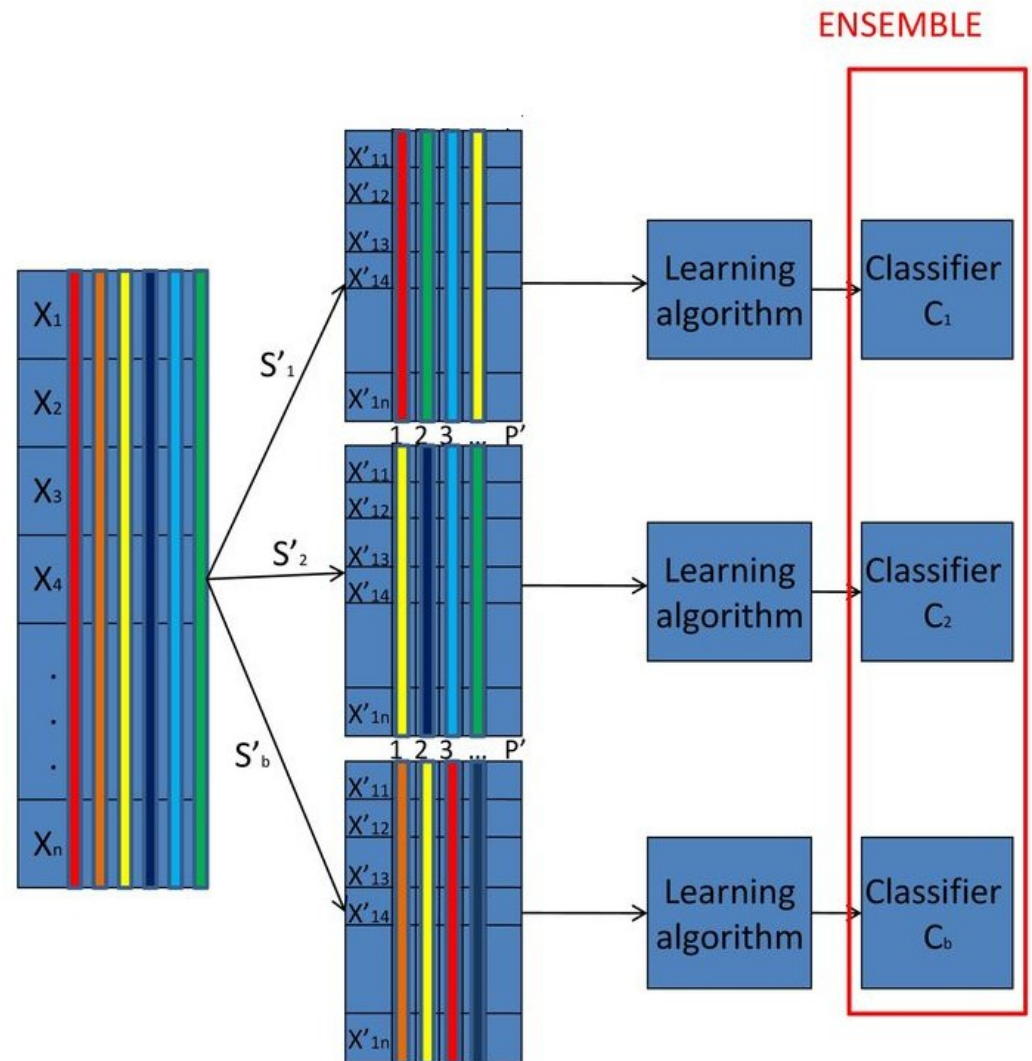 ENSEMBLE
X₁
X₂
X₃
X₄
.
.
.
Xₙ
S'₁
S'₂
S'b
X'₁₁
X'₁₂
X'₁₃
X'₁₄
X'₁ₙ
1 2 3 ... P'
X'₁₁
X'₁₂
X'₁₃
X'₁₄
X'₁ₙ
1 2 3 ... P'
X'₁₁
X'₁₂
X'₁₃
X'₁₄
X'₁ₙ
Learning
algorithm
Classifier
C₁
Learning
algorithm
Classifier
C₂
Learning
algorithm
Classifier
Cb